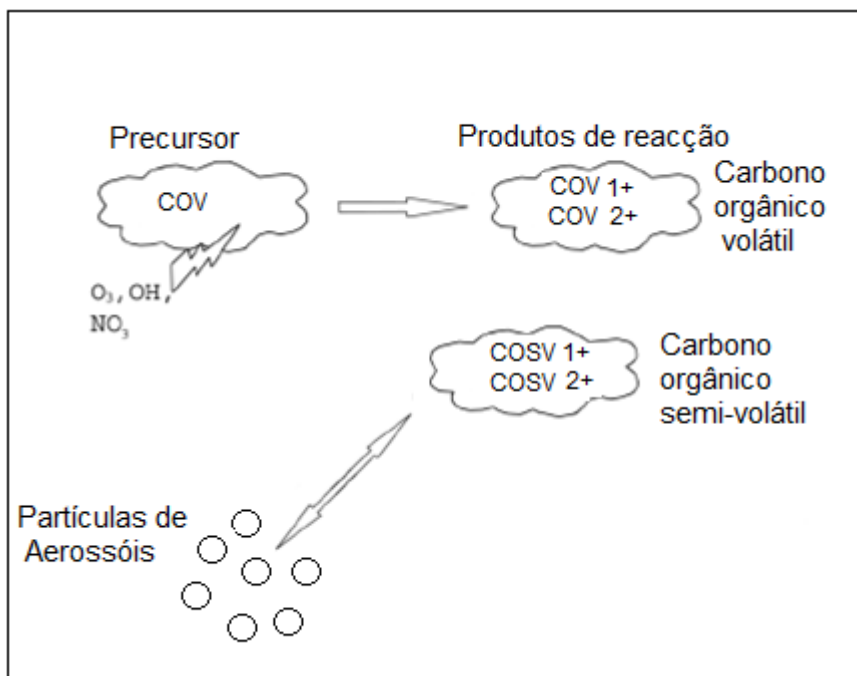 Precursor
COV
O₃, OH,
NO₃
Produtos de reacção
COV 1+
COV 2+
Carbono
orgânico
volátil
COSV 1+
COSV 2+
Carbono
orgânico
semi-volátil
Partículas de
Aerossóis